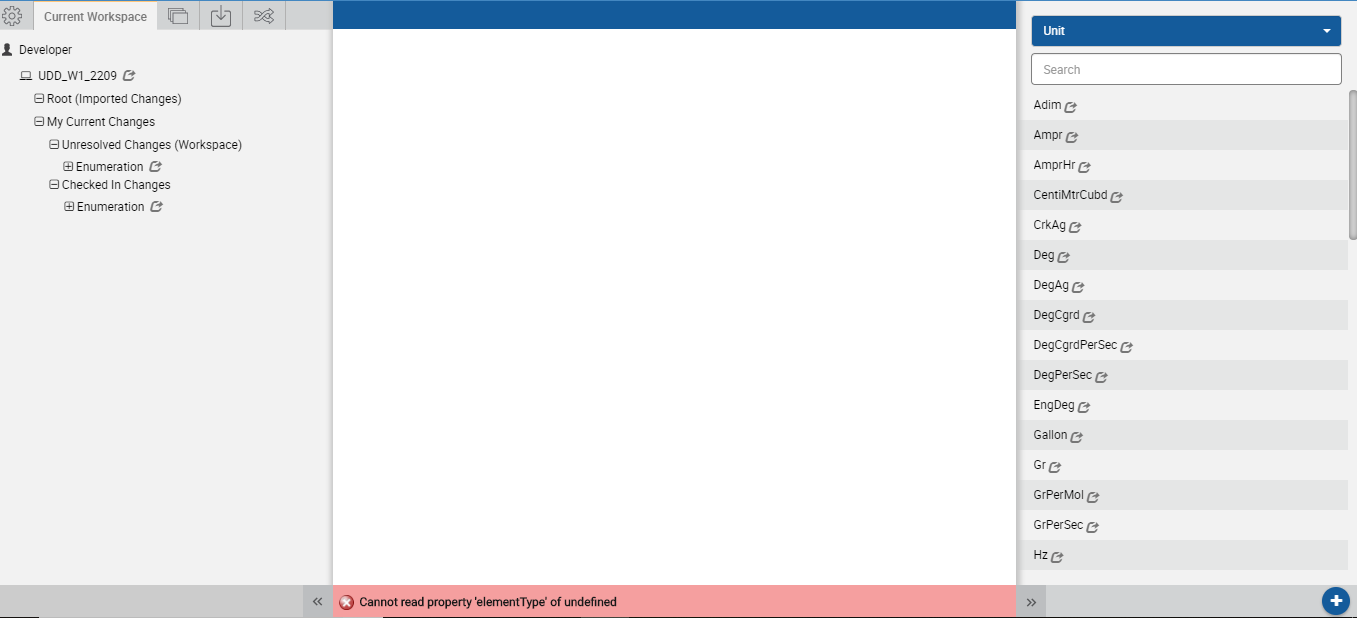 Current Workspace
Developer
UDD_W1_2209
Root (Imported Changes)
My Current Changes
Unresolved Changes (Workspace)
Enumeration
Checked In Changes
Enumeration
Unit
Search
Adim
Ampr
AmprHr
CentiMtrCubd
CrkAg
Deg
DegAg
DegCgrd
DegCgrdPerSec
DegPerSec
EngDeg
Gallon
Gr
GrPerMol
GrPerSec
Hz
Cannot read property 'elementType' of undefined